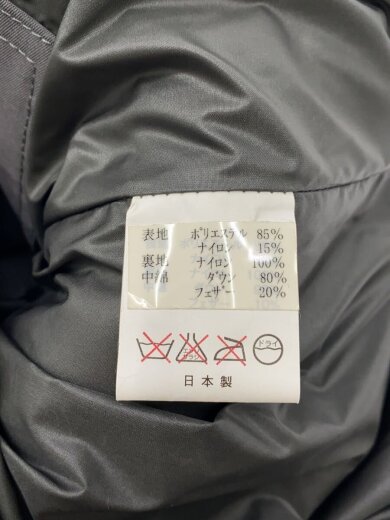 表地 ポリエステル 85%
ナイロン 15%
裏地 ナイロン 100%
中綿 ダウン 80%
フェザー 20%
ドライ
日本製